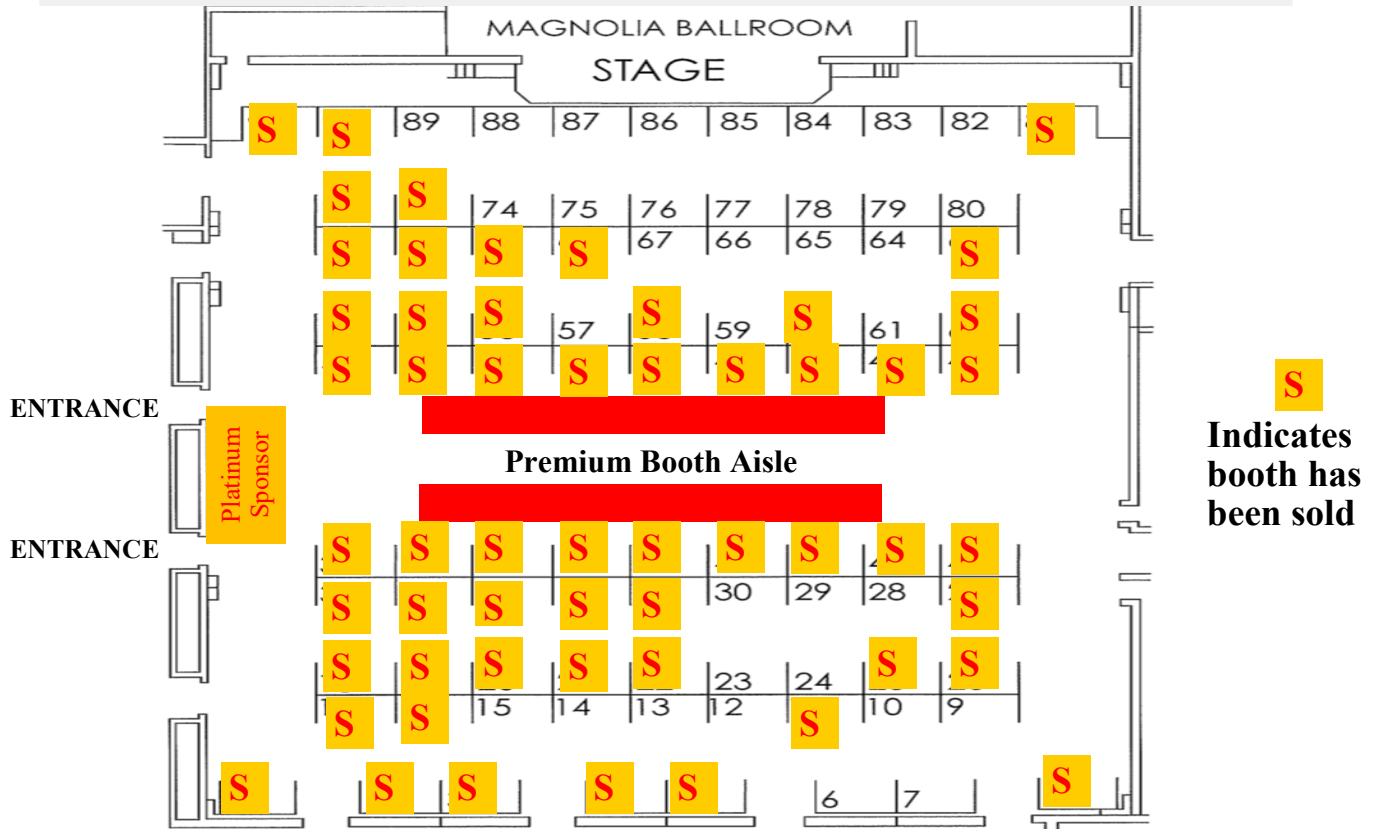 MAGNOLIA BALLROOM
STAGE
S S 89 88 87 86 85 84 83 82 S
S S 74 75 76 77 78 79 80
S S S S 67 66 65 64 S
S S S 57 S 59 S 61 S
S S S S S S S S S
ENTRANCE
Platinum
Sponsor
Premium Booth Aisle
ENTRANCE
S
Indicates
booth has
been sold
S S S S S S S S S
S S S S S 30 29 28 S
S S S S S 23 24 S S
S S 15 14 13 12 S 10 9
S S S S S 6 7 S